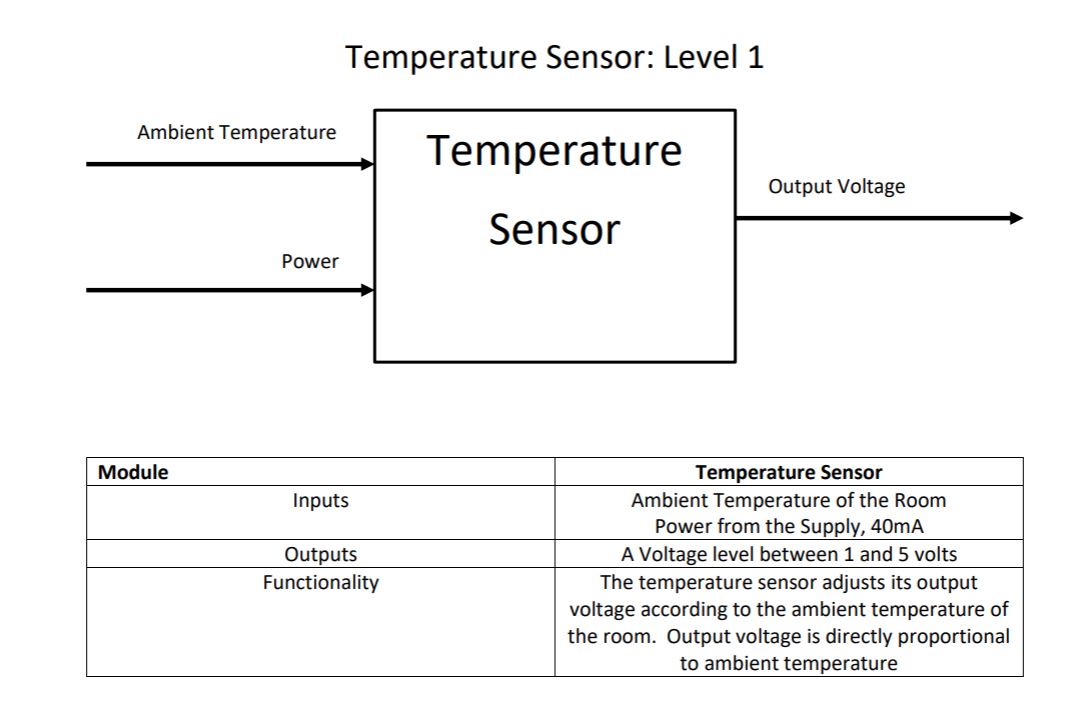 Temperature Sensor: Level 1
Ambient Temperature
Temperature
Sensor
Output Voltage
Power
Module Temperature Sensor
Inputs Ambient Temperature of the Room
Power from the Supply, 40mA
Outputs A Voltage level between 1 and 5 volts
Functionality The temperature sensor adjusts its output
voltage according to the ambient temperature of
the room.  Output voltage is directly proportional
to ambient temperature